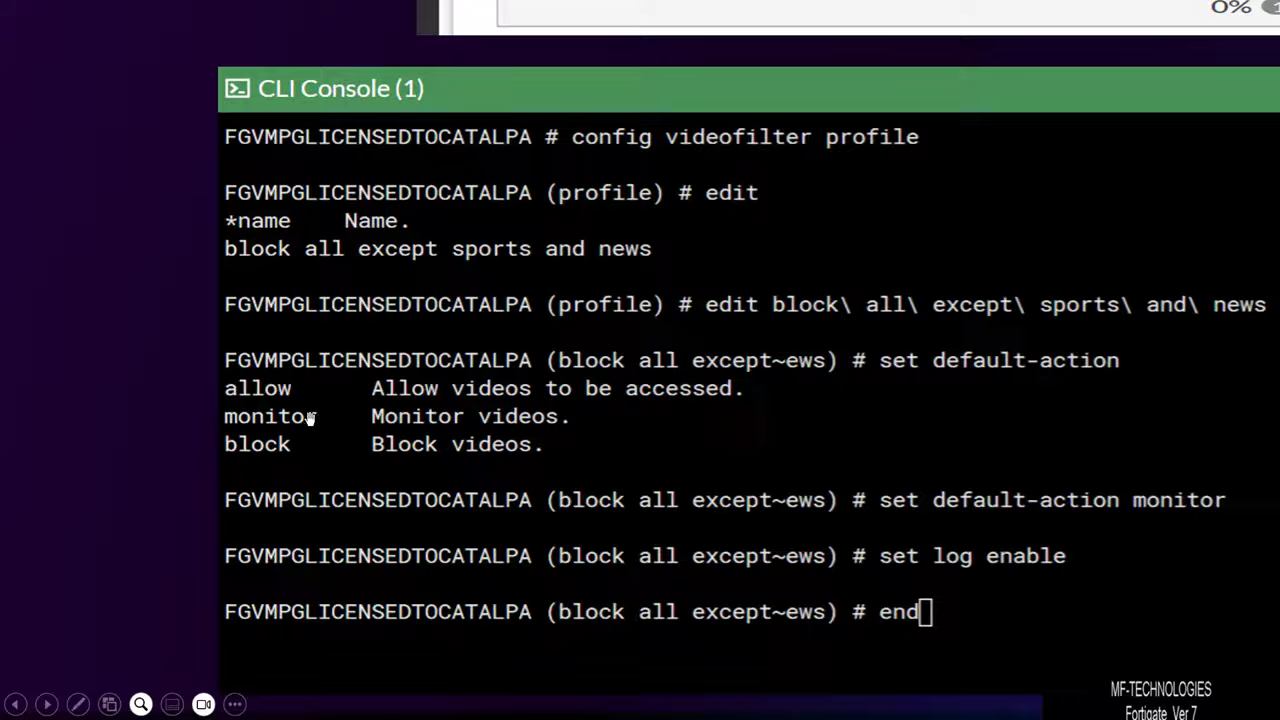 0%
CLI Console (1)
FGVMPGLICENSEDTOCATALPA # config videofilter profile
FGVMPGLICENSEDTOCATALPA (profile) # edit
*name Name.
block all except sports and news
FGVMPGLICENSEDTOCATALPA (profile) # edit block\ all\ except\ sports\ and\ news
FGVMPGLICENSEDTOCATALPA (block all except~ews) # set default-action
allow Allow videos to be accessed.
monitor Monitor videos.
block Block videos.
FGVMPGLICENSEDTOCATALPA (block all except~ews) # set default-action monitor
FGVMPGLICENSEDTOCATALPA (block all except~ews) # set log enable
FGVMPGLICENSEDTOCATALPA (block all except~ews) # end
MF-TECHNOLOGIES
Fortigate Ver 7